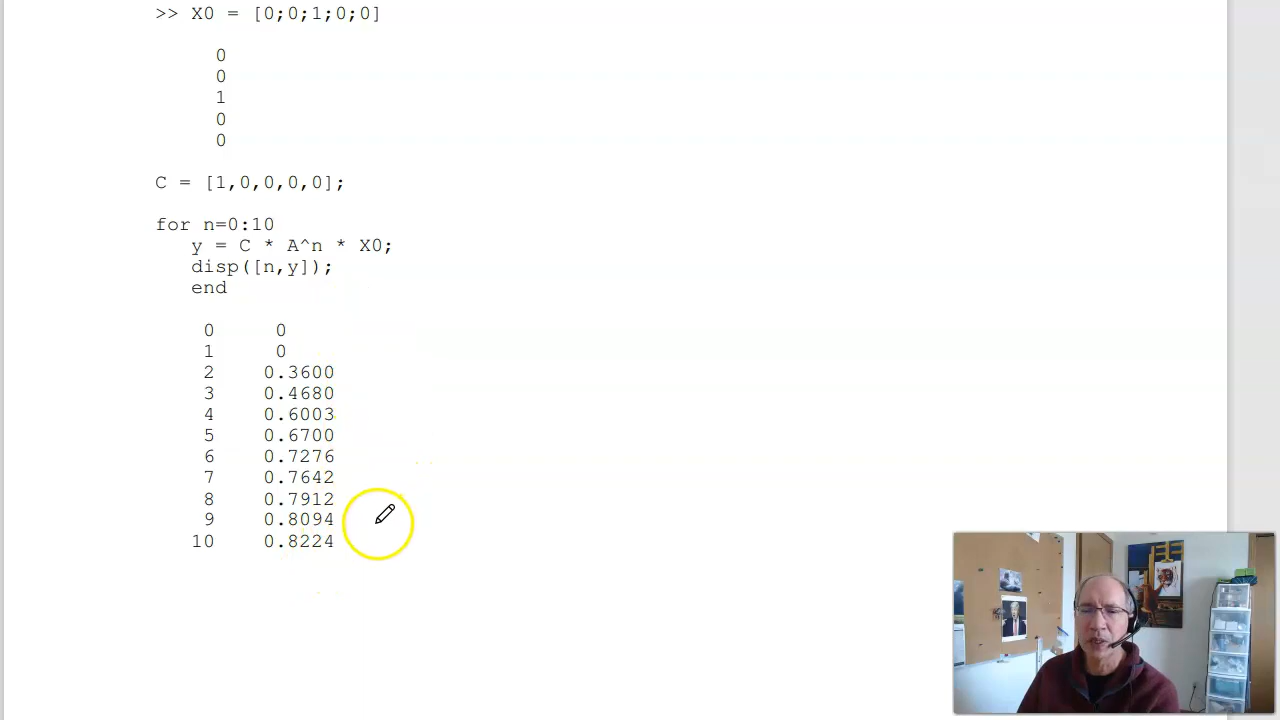 >> X0 = [0;0;1;0;0]
0
0
1
0
0
C = [1,0,0,0,0];
for n=0:10
y = C * A^n * X0;
disp([n,y]);
end
0 0
1 0
2 0.3600
3 0.4680
4 0.6003
5 0.6700
6 0.7276
7 0.7642
8 0.7912
9 0.8094
10 0.8224